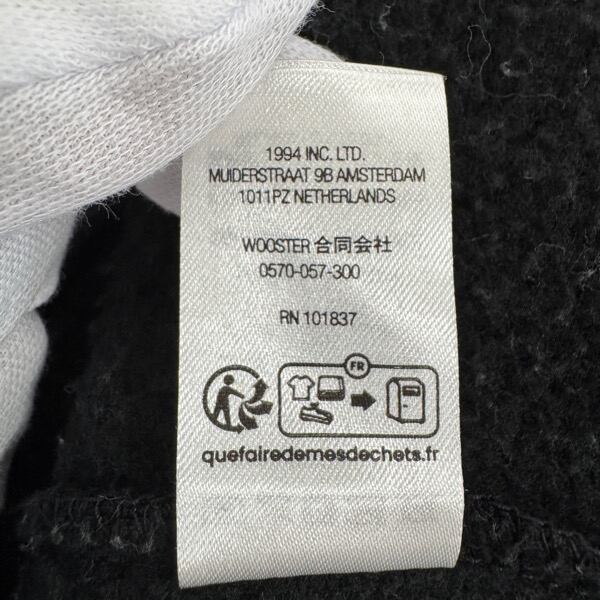 1994 INC. LTD.
MUIDERSTRAAT 9B AMSTERDAM
1011PZ NETHERLANDS
WOOSTER 合同会社
0570-057-300
RN 101837
FR
quefairedemesdechets.fr